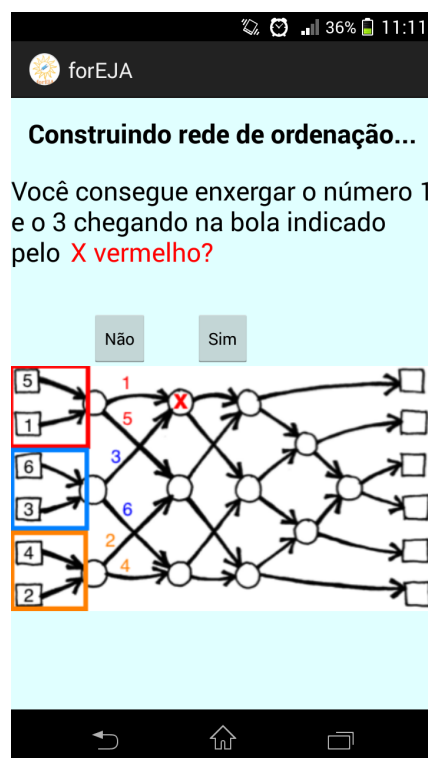 36% 11:11
forEJA
Construindo rede de ordenação...
Você consegue enxergar o número 1
e o 3 chegando na bola indicado
pelo X vermelho?
Não Sim
5
1
1
X
5
6
3
3
6
4
2
2
4